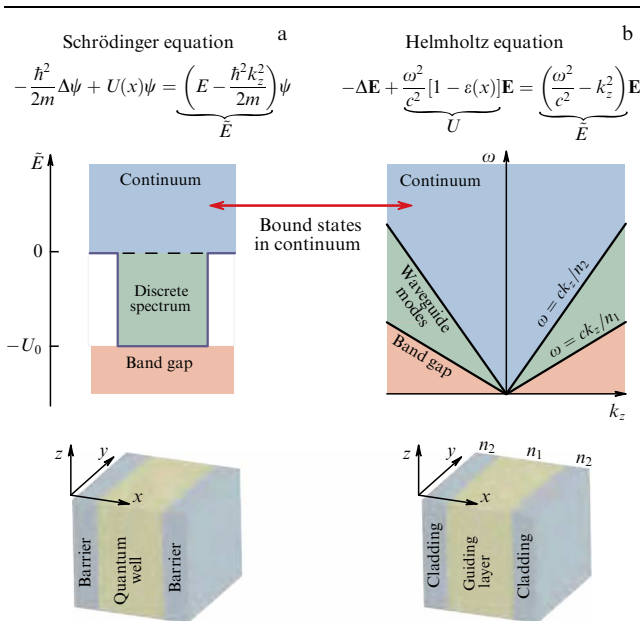 Schrödinger equation
a
−ℏ²/2m Δψ + U(x)ψ = (E − ℏ²k_z²/2m)ψ
Ẽ
Helmholtz equation
b
−ΔE + ω²/c² [1 − ε(x)]E = (ω²/c² − k_z²)E
U
Ẽ
Ẽ
Continuum
0
Discrete
spectrum
−U₀
Band gap
Bound states
in continuum
ω
Continuum
Waveguide
modes
Band gap
ω = ck_z/n₂
ω = ck_z/n₁
k_z
z
y
x
Barrier
Quantum
well
Barrier
z
y
x
n₂
n₁
n₂
Cladding
Guiding
layer
Cladding